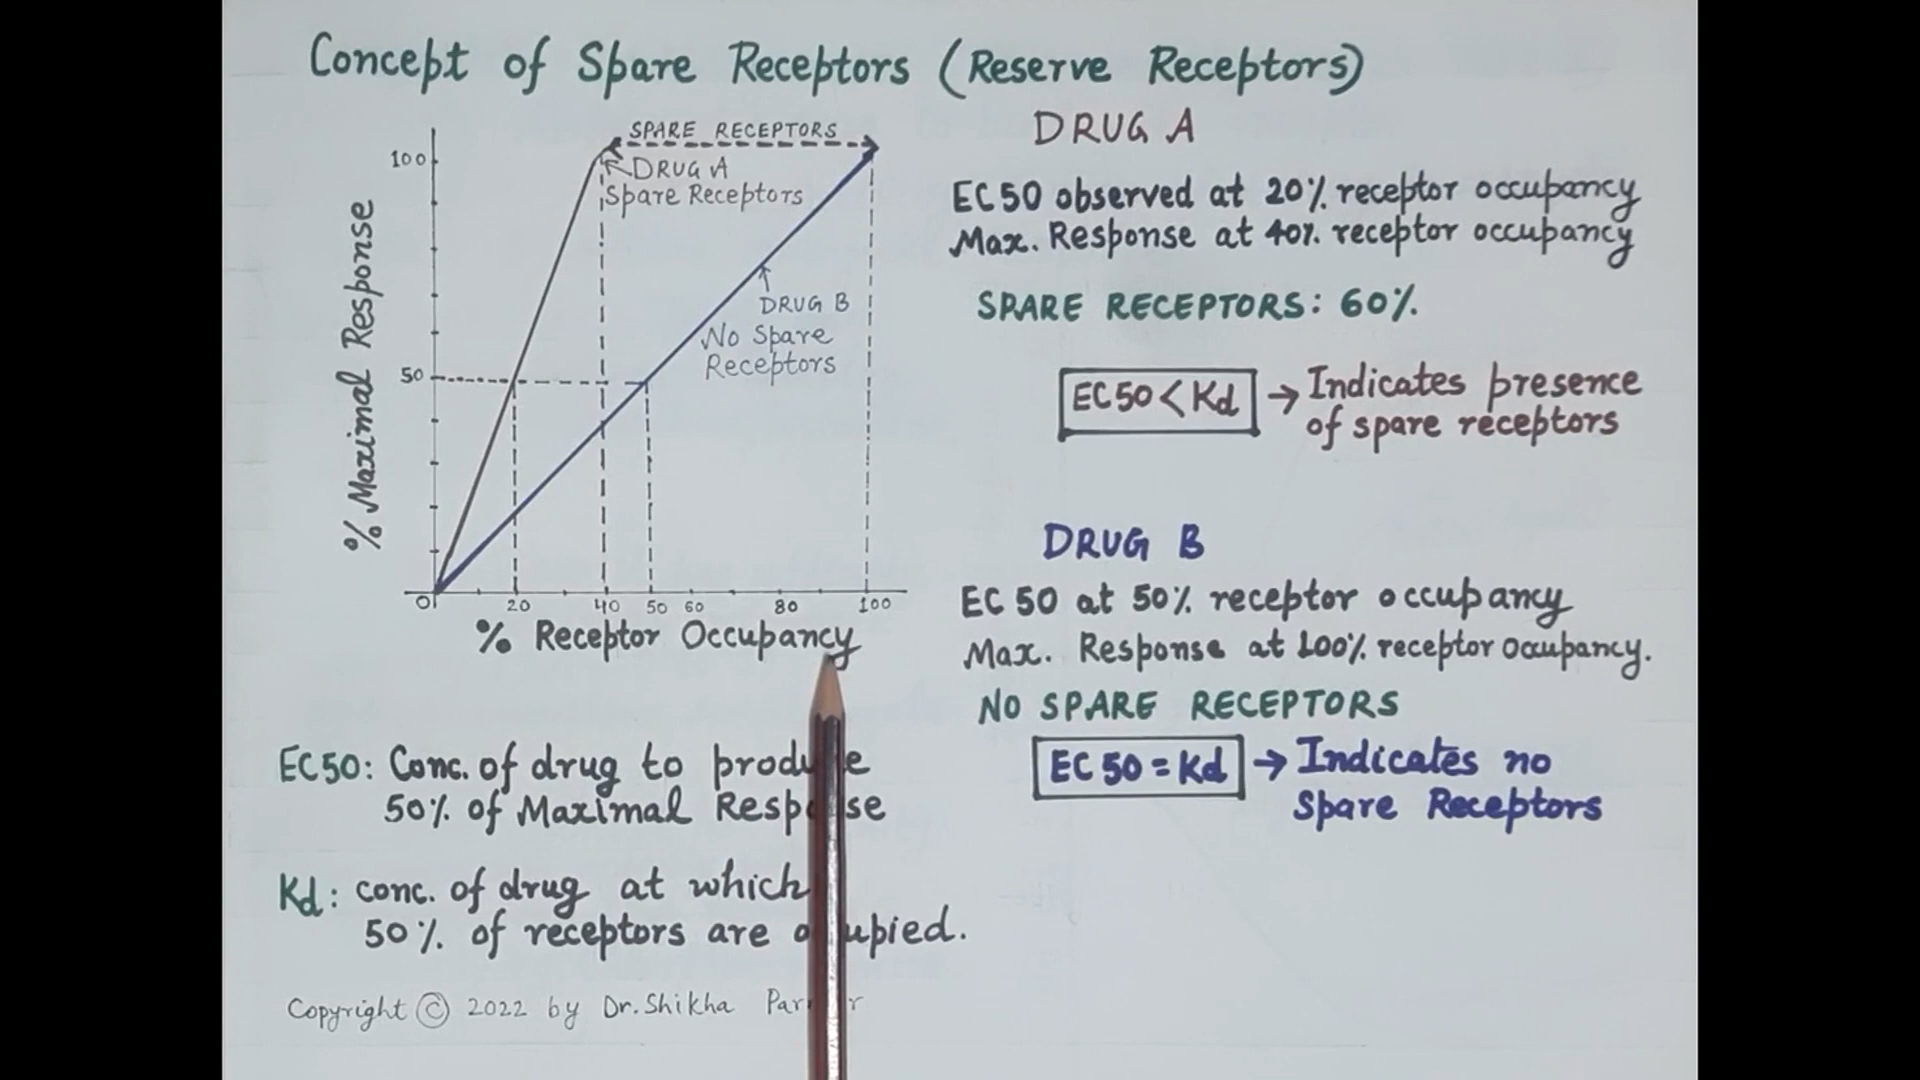 Concept of Spare Receptors (Reserve Receptors)
SPARE RECEPTORS
100
DRUG A
Spare Receptors
% Maximal Response
DRUG B
No Spare
Receptors
50
0 20 40 50 60 80 100
% Receptor Occupancy
EC50: Conc. of drug to
50% of Maximal
Kd: conc. of drug at which
50% of receptors are
Copyright © 2022 by Dr. Shikha
DRUG A
EC50 observed at 20% receptor occupancy
Max. Response at 40% receptor occupancy
SPARE RECEPTORS: 60%
EC50 < Kd → Indicates presence
of spare receptors
DRUG B
EC 50 at 50% receptor occupancy
Max. Response at 100% receptor occupancy.
NO SPARE RECEPTORS
EC 50 = Kd → Indicates no
Spare Receptors